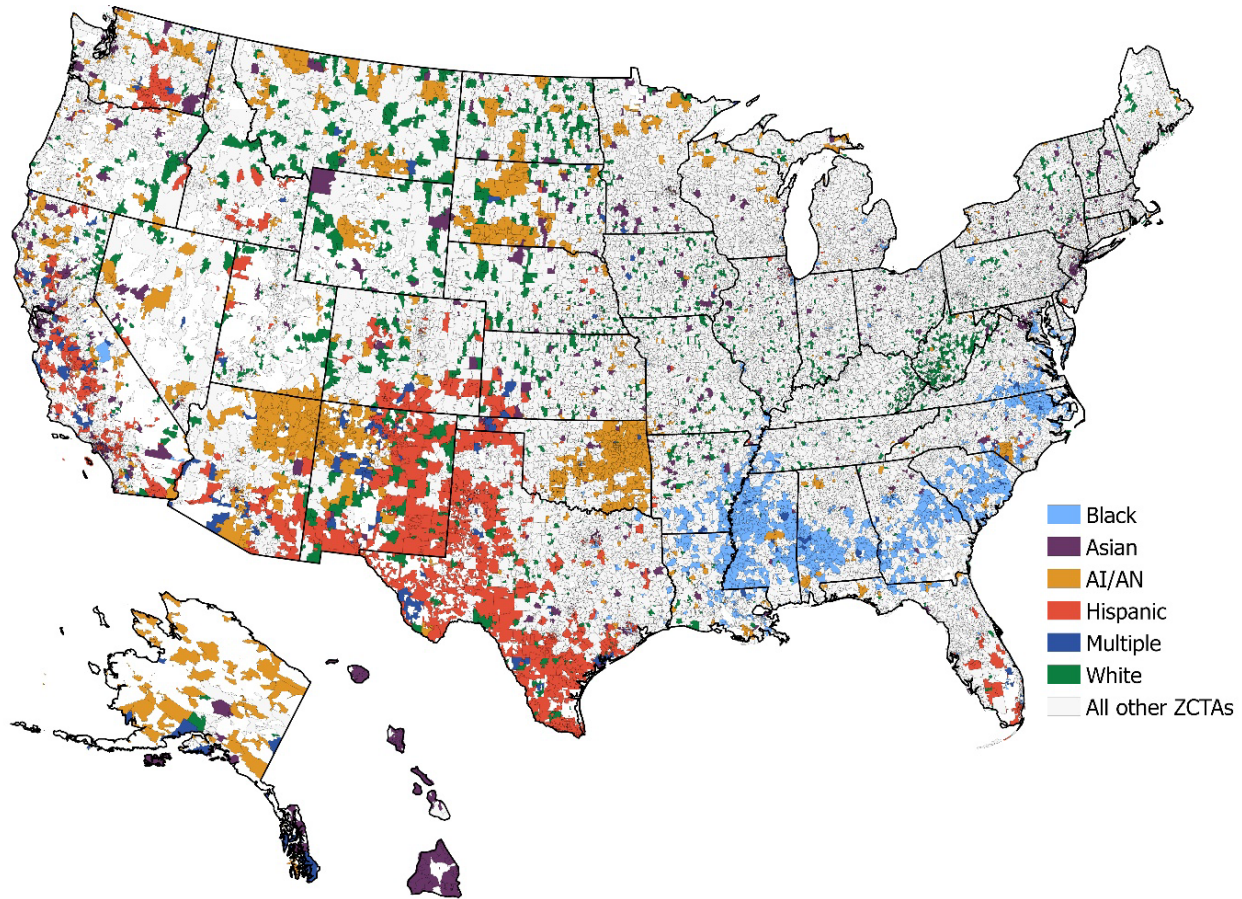 Black
Asian
AI/AN
Hispanic
Multiple
White
All other ZCTAs